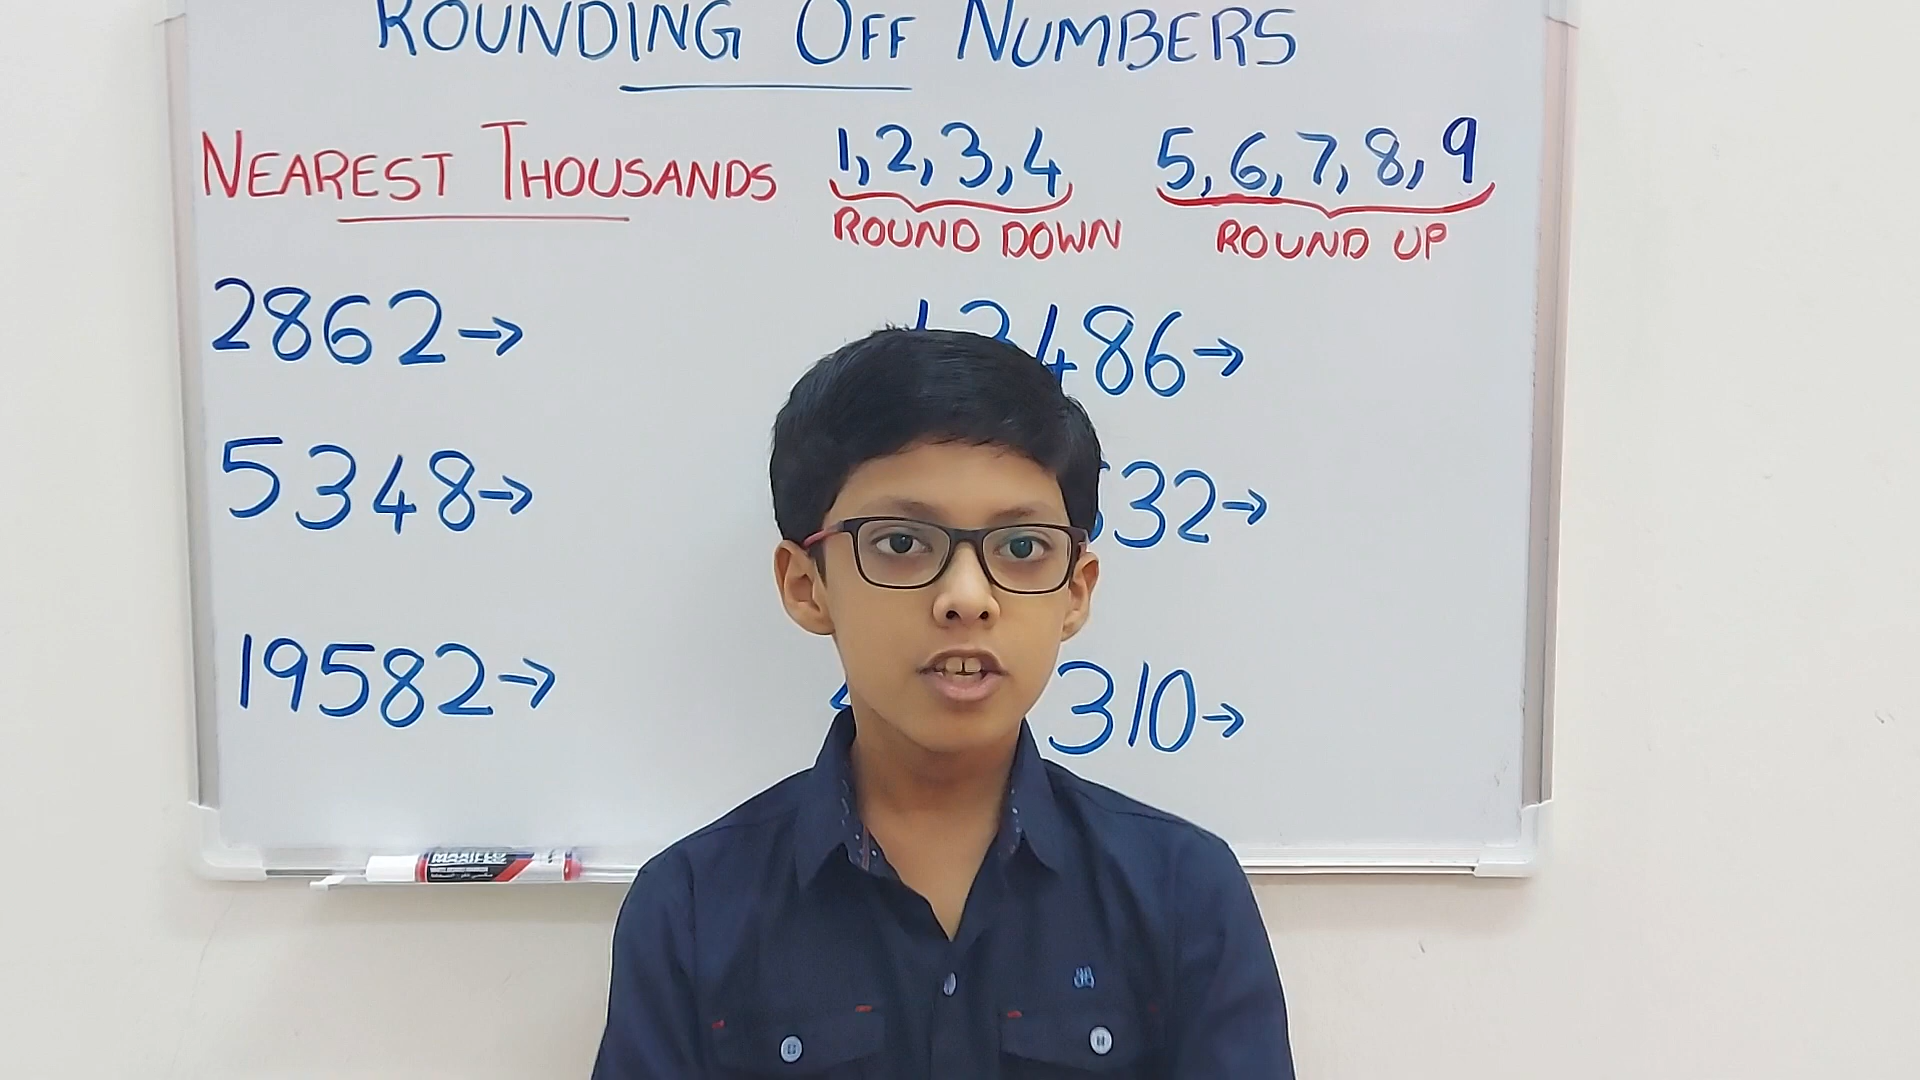 ROUNDING OFF NUMBERS
NEAREST THOUSANDS
1,2,3,4
ROUND DOWN
5,6,7,8,9
ROUND UP
2862→
5348→
19582→
486→
32→
310→